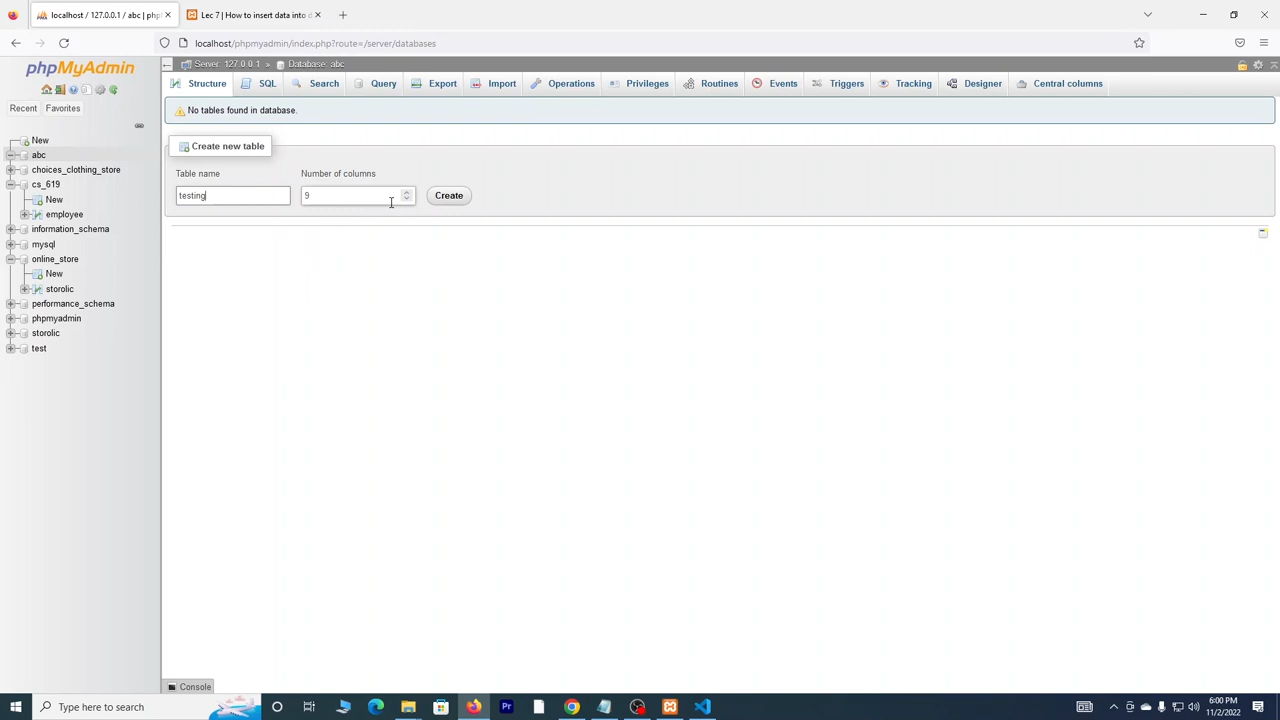 localhost / 127.0.0.1 / abc | ph
Lec 7 | How to insert data into d
localhost/phpmyadmin/index.php?route=/server/databases
phpMyAdmin
Recent
Favorites
New
abc
choices_clothing_store
cs_619
New
employee
information_schema
mysql
online_store
New
storolic
performance_schema
phpmyadmin
storolic
test
Server: 127.0.0.1 » Database: abc
Structure
SQL
Search
Query
Export
Import
Operations
Privileges
Routines
Events
Triggers
Tracking
Designer
Central columns
No tables found in database.
Create new table
Table name
Number of columns
testing
9
Create
Console
Type here to search
Pr
6:00 PM
11/2/2022